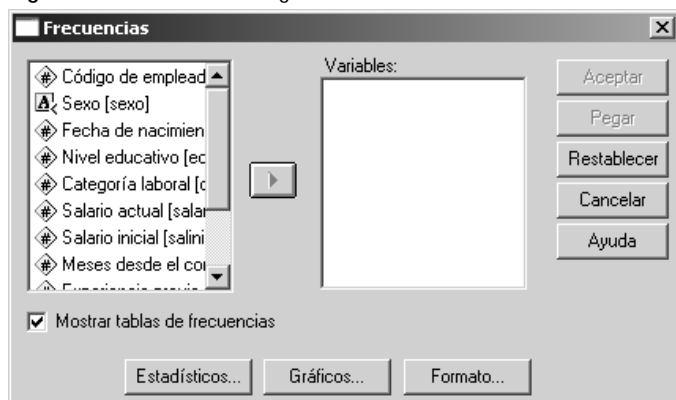 Frecuencias
Código de emplead
Sexo [sexo]
Fecha de nacimien
Nivel educativo [ec
Categoría laboral [c
Salario actual [salar
Salario inicial [salini
Meses desde el con
Variables:
Aceptar
Pegar
Restablecer
Cancelar
Ayuda
Mostrar tablas de frecuencias
Estadísticos...
Gráficos...
Formato...